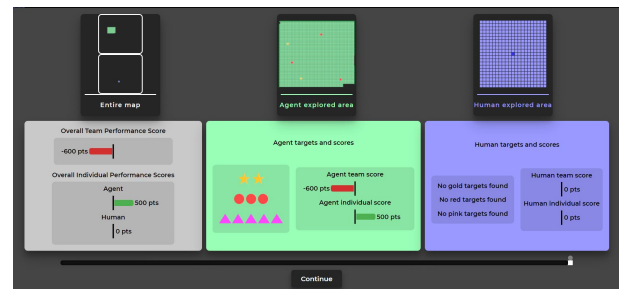 Entire map
Agent explored area
Human explored area
Overall Team Performance Score
-600 pts
Overall Individual Performance Scores
Agent
500 pts
Human
0 pts
Agent targets and scores
Agent team score
-600 pts
Agent individual score
500 pts
Human targets and scores
No gold targets found
No red targets found
No pink targets found
Human team score
0 pts
Human individual score
0 pts
Continue